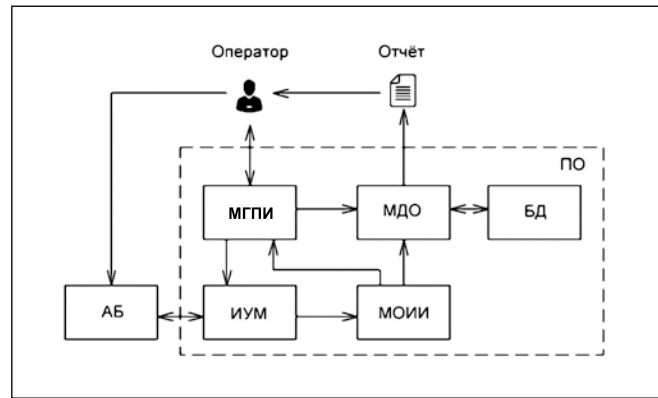 Оператор
Отчёт
ПО
МГПИ
МДО
БД
АБ
ИУМ
МОИИ